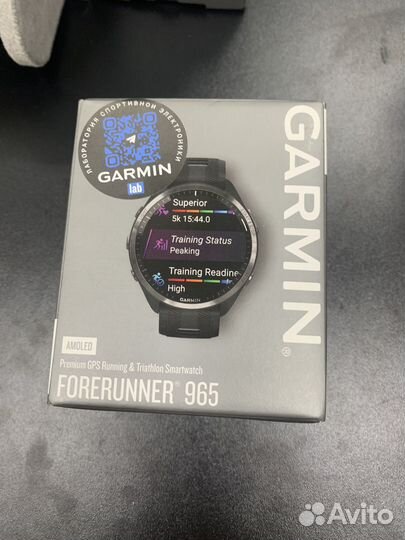 ЛАБОРАТОРИЯ СПОРТИВНОЙ ЭЛЕКТРОНИКИ
GARMIN
lab
GARMIN®
Superior
5k 15:44.0
Training Status
Peaking
Training Readine
High
GARMIN
AMOLED
Premium GPS Running & Triathlon Smartwatch
FORERUNNER® 965
Avito